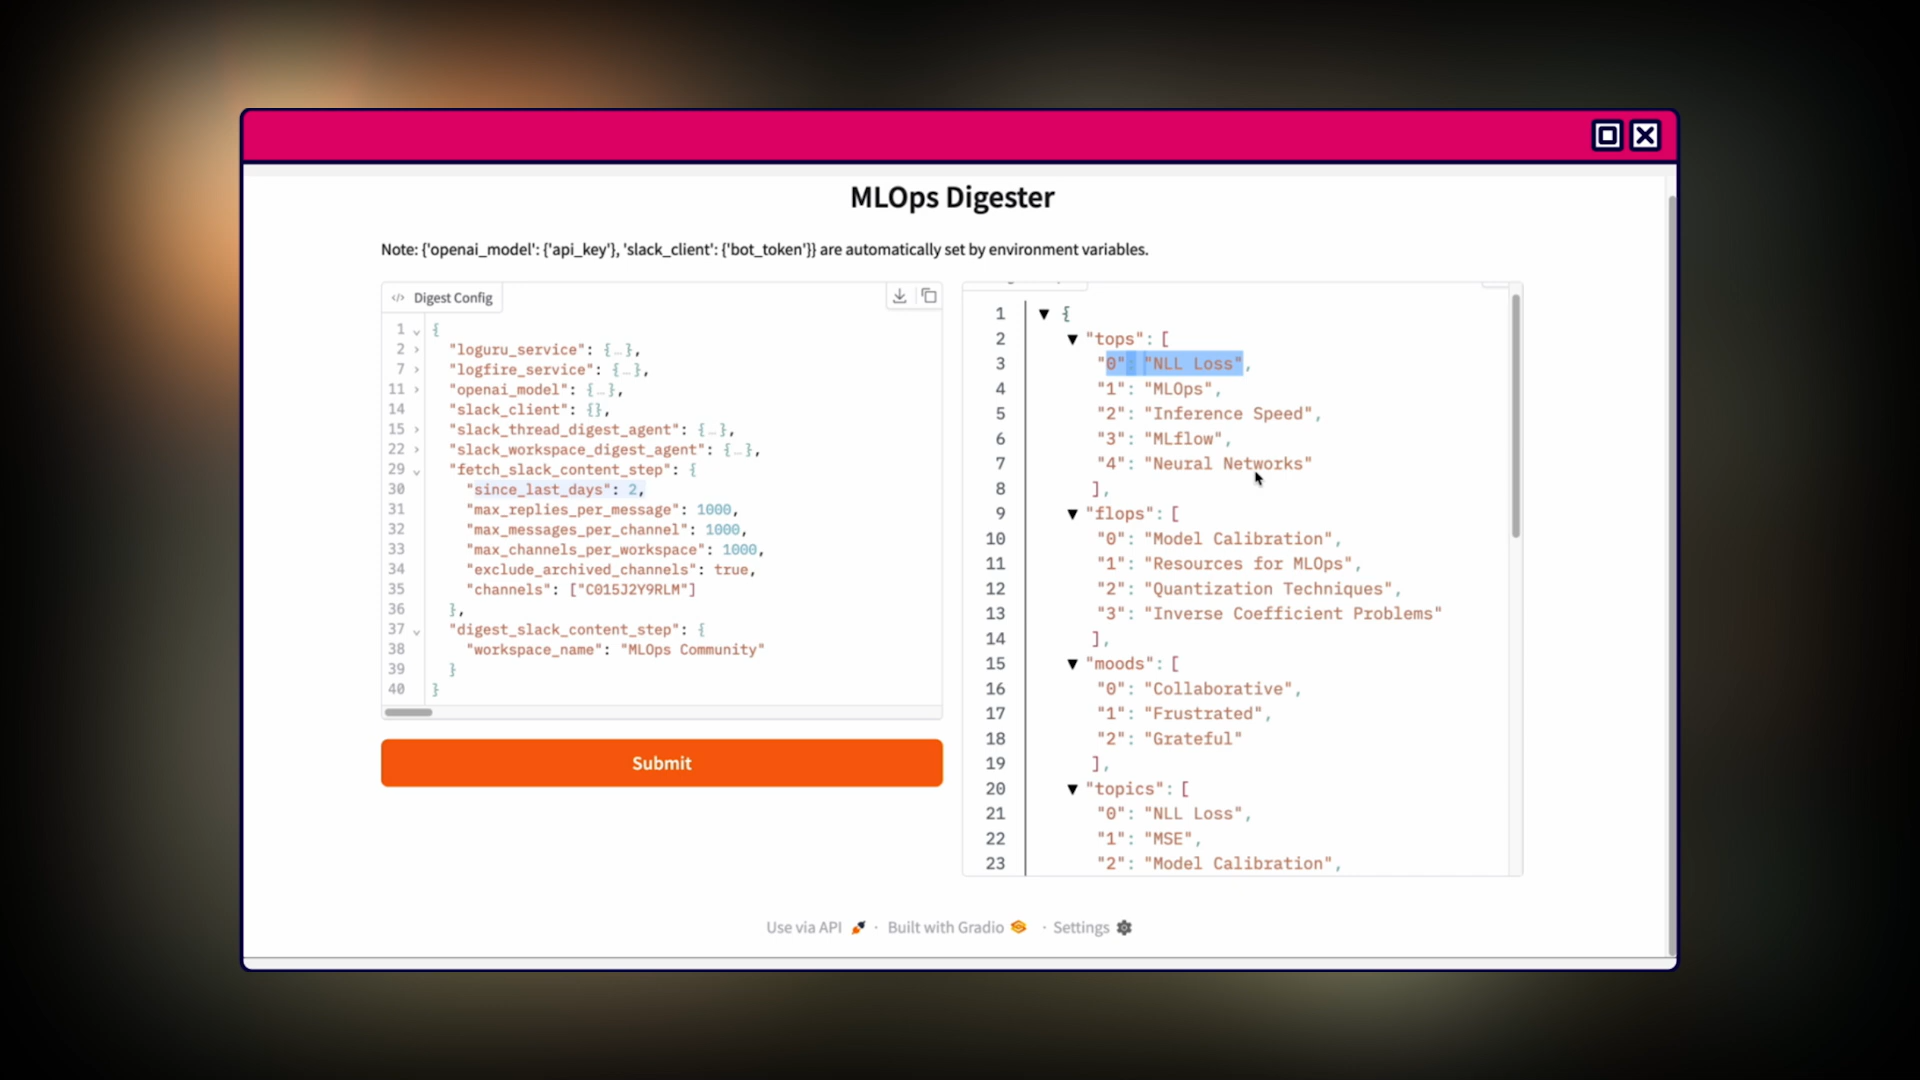 MLOps Digester
Note: {'openai_model': {'api_key'}, 'slack_client': {'bot_token'}} are automatically set by environment variables.
Digest Config
1 {
2 "loguru_service": {…},
7 "logfire_service": {…},
11 "openai_model": {…},
14 "slack_client": {},
15 "slack_thread_digest_agent": {…},
22 "slack_workspace_digest_agent": {…},
29 "fetch_slack_content_step": {
30 "since_last_days": 2,
31 "max_replies_per_message": 1000,
32 "max_messages_per_channel": 1000,
33 "max_channels_per_workspace": 1000,
34 "exclude_archived_channels": true,
35 "channels": ["C015J2Y9RLM"]
36 },
37 "digest_slack_content_step": {
38 "workspace_name": "MLOps Community"
39 }
40 }
Submit
1 {
2 "tops": [
3 "0": "NLL Loss",
4 "1": "MLOps",
5 "2": "Inference Speed",
6 "3": "MLflow",
7 "4": "Neural Networks"
8 ],
9 "flops": [
10 "0": "Model Calibration",
11 "1": "Resources for MLOps",
12 "2": "Quantization Techniques",
13 "3": "Inverse Coefficient Problems"
14 ],
15 "moods": [
16 "0": "Collaborative",
17 "1": "Frustrated",
18 "2": "Grateful"
19 ],
20 "topics": [
21 "0": "NLL Loss",
22 "1": "MSE",
23 "2": "Model Calibration",
Use via API · Built with Gradio · Settings